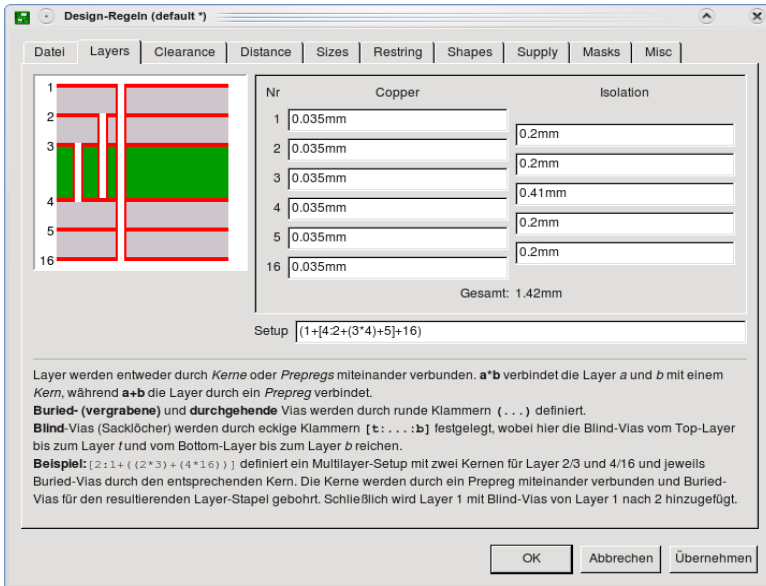 Design-Regeln (default *)
Datei Layers Clearance Distance Sizes Restring Shapes Supply Masks Misc
1
2
3
4
5
16
Nr Copper Isolation
1 0.035mm
0.2mm
2 0.035mm
0.2mm
3 0.035mm
0.41mm
4 0.035mm
0.2mm
5 0.035mm
0.2mm
16 0.035mm
Gesamt: 1.42mm
Setup (1+[4:2+(3*4)+5]+16)
Layer werden entweder durch Kerne oder Prepregs miteinander verbunden. a*b verbindet die Layer a und b mit einem
Kern, während a+b die Layer durch ein Prepreg verbindet.
Buried- (vergrabene) und durchgehende Vias werden durch runde Klammern (...) definiert.
Blind-Vias (Sacklöcher) werden durch eckige Klammern [t:...:b] festgelegt, wobei hier die Blind-Vias vom Top-Layer
bis zum Layer t und vom Bottom-Layer bis zum Layer b reichen.
Beispiel: [2:1+((2*3)+(4*16))] definiert ein Multilayer-Setup mit zwei Kernen für Layer 2/3 und 4/16 und jeweils
Buried-Vias durch den entsprechenden Kern. Die Kerne werden durch ein Prepreg miteinander verbunden und Buried-
Vias für den resultierenden Layer-Stapel gebohrt. Schließlich wird Layer 1 mit Blind-Vias von Layer 1 nach 2 hinzugefügt.
OK Abbrechen Übernehmen